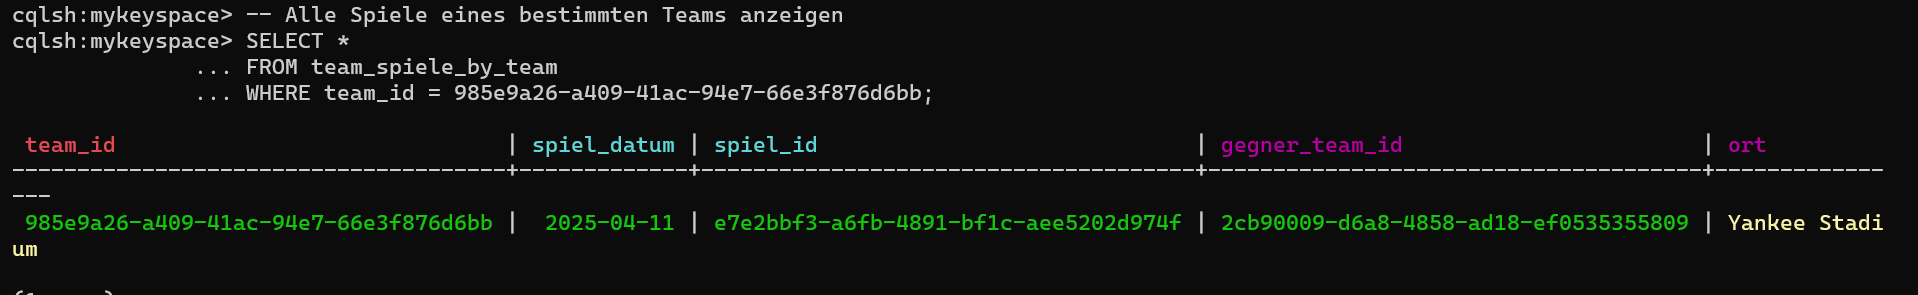 cqlsh:mykeyspace> -- Alle Spiele eines bestimmten Teams anzeigen
cqlsh:mykeyspace> SELECT *
              ... FROM team_spiele_by_team
              ... WHERE team_id = 985e9a26-a409-41ac-94e7-66e3f876d6bb;
 team_id                              | spiel_datum | spiel_id                             | gegner_team_id                       | ort
--------------------------------------+-------------+--------------------------------------+--------------------------------------+-------------
---
 985e9a26-a409-41ac-94e7-66e3f876d6bb |  2025-04-11 | e7e2bbf3-a6fb-4891-bf1c-aee5202d974f | 2cb90009-d6a8-4858-ad18-ef0535355809 | Yankee Stadi
um